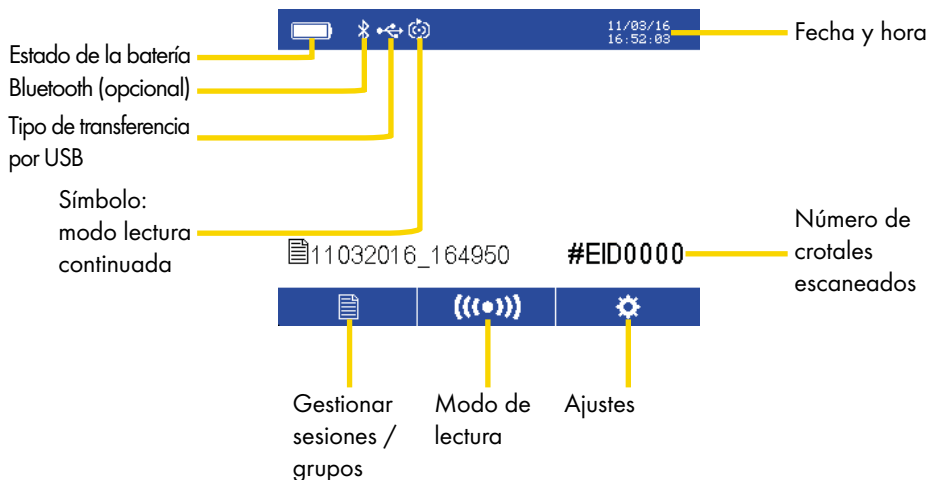 11/03/16
16:52:03
Fecha y hora
Estado de la batería
Bluetooth (opcional)
Tipo de transferencia
por USB
Símbolo:
modo lectura
continuada
11032016_164950
#EID0000
Número de
crotales
escaneados
Gestionar
sesiones /
grupos
Modo de
lectura
Ajustes